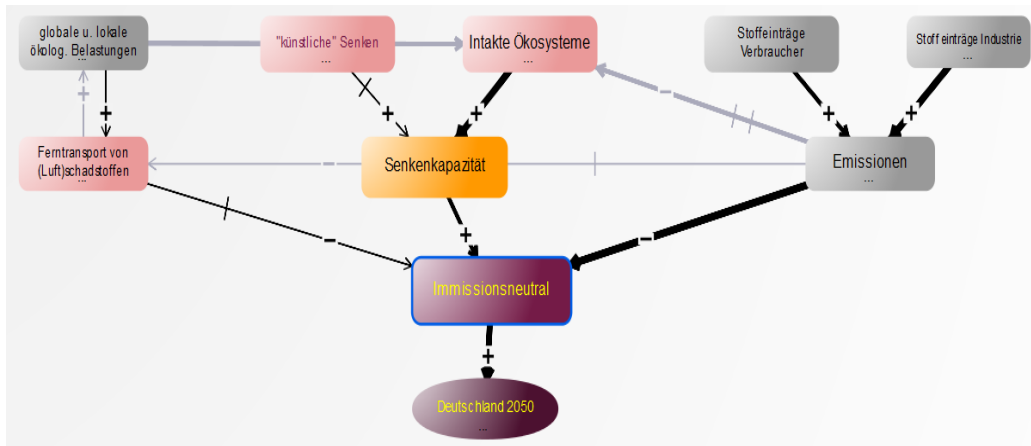 globale u. lokale
ökolog. Belastungen
...
"künstliche" Senken
...
Intakte Ökosysteme
...
Stoffeinträge
Verbraucher
...
Stoffeinträge Industrie
...
+
+
+
+
−
+
+
Ferntransport von
(Luft)schadstoffen
...
−
Senkenkapazität
...
Emissionen
...
+
−
−
Immissionsneutral
+
Deutschland 2050
...